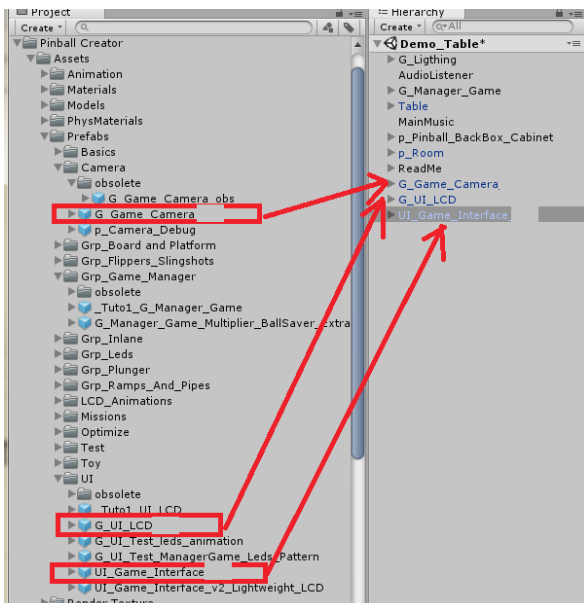 Project
Create
Pinball Creator
Assets
Animation
Materials
Models
PhysMaterials
Prefabs
Basics
Camera
obsolete
G_Game_Camera_obs
G_Game_Camera
p_Camera_Debug
Grp_Board and Platform
Grp_Flippers_Slingshots
Grp_Game_Manager
obsolete
_Tuto1_G_Manager_Game
G_Manager_Game_Multiplier_BallSaver_Extra
Grp_Inlane
Grp_Leds
Grp_Plunger
Grp_Ramps_And_Pipes
LCD_Animations
Missions
Optimize
Test
Toy
UI
obsolete
_Tuto1_UI_LCD
G_UI_LCD
G_UI_Test_leds_animation
G_UI_Test_ManagerGame_Leds_Pattern
UI_Game_Interface
UI_Game_Interface_v2_Lightweight_LCD
Render Texture
Hierarchy
Create All
Demo_Table*
G_Ligthing
AudioListener
G_Manager_Game
Table
MainMusic
p_Pinball_BackBox_Cabinet
p_Room
ReadMe
G_Game_Camera
G_UI_LCD
UI_Game_Interface